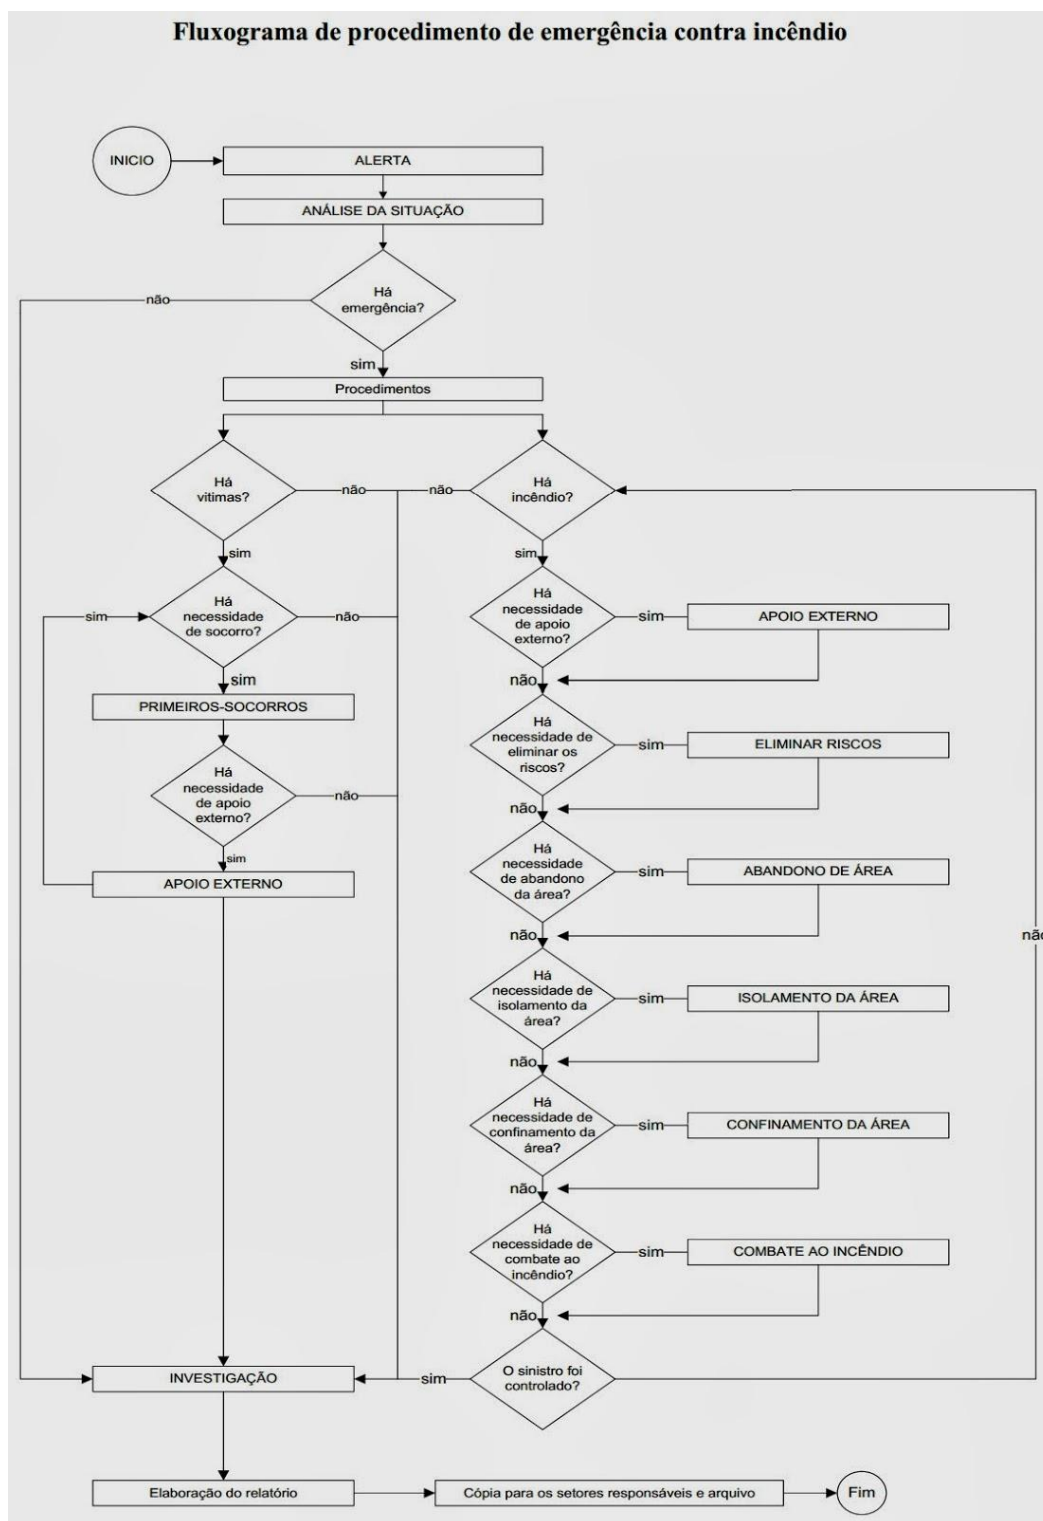 Fluxograma de procedimento de emergência contra incêndio
INICIO
ALERTA
ANÁLISE DA SITUAÇÃO
Há
emergência?
não
sim
Procedimentos
Há
vitimas?
não
não
Há
incêndio?
sim
sim
Há
necessidade
de socorro?
sim
não
Há
necessidade
de apoio
externo?
sim
APOIO EXTERNO
sim
não
PRIMEIROS-SOCORROS
Há
necessidade de
eliminar os
riscos?
sim
ELIMINAR RISCOS
Há
necessidade
de apoio
externo?
não
não
sim
Há
necessidade
de abandono
da área?
sim
ABANDONO DE ÁREA
APOIO EXTERNO
não
não
Há
necessidade de
isolamento da
área?
sim
ISOLAMENTO DA ÁREA
não
Há
necessidade de
confinamento da
área?
sim
CONFINAMENTO DA ÁREA
não
Há
necessidade de
combate ao
incêndio?
sim
COMBATE AO INCÊNDIO
não
O sinistro foi
controlado?
sim
INVESTIGAÇÃO
Elaboração do relatório
Cópia para os setores responsáveis e arquivo
Fim